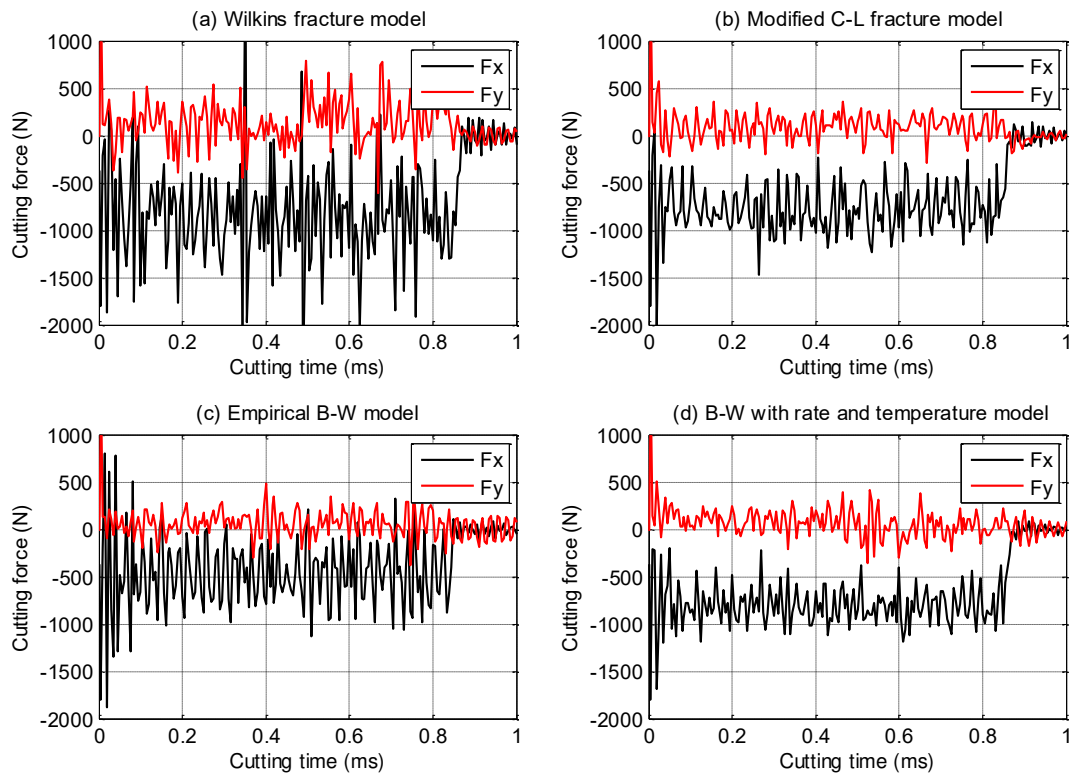 (a) Wilkins fracture model
Cutting force (N)
1000
500
0
-500
-1000
-1500
-2000
0
0.2
0.4
0.6
0.8
1
Cutting time (ms)
Fx
Fy
(b) Modified C-L fracture model
Cutting force (N)
1000
500
0
-500
-1000
-1500
-2000
0
0.2
0.4
0.6
0.8
1
Cutting time (ms)
Fx
Fy
(c) Empirical B-W model
Cutting force (N)
1000
500
0
-500
-1000
-1500
-2000
0
0.2
0.4
0.6
0.8
1
Cutting time (ms)
Fx
Fy
(d) B-W with rate and temperature model
Cutting force (N)
1000
500
0
-500
-1000
-1500
-2000
0
0.2
0.4
0.6
0.8
1
Cutting time (ms)
Fx
Fy